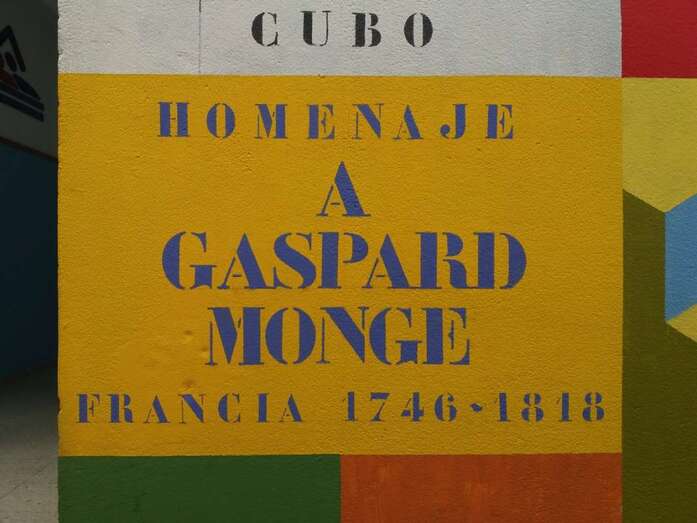 CUBO
HOMENAJE
A
GASPARD
MONGE
FRANCIA 1746-1818